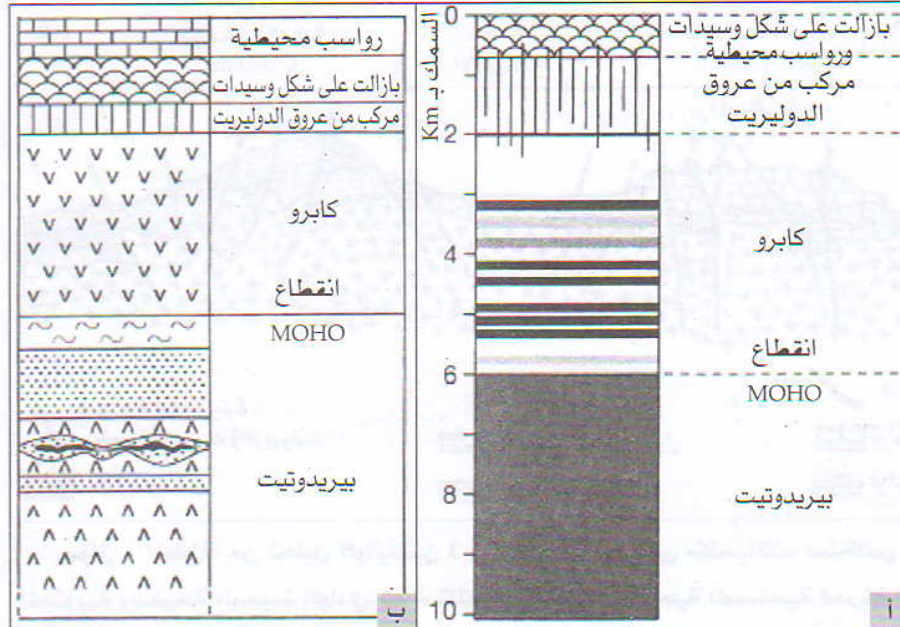 بازالت على شكل وسيدات
ورواسب محيطية
مركب من عروق
الدوليريت
كابرو
انقطاع
MOHO
بيريدوتيت
أ
السمك ب Km
0
2
4
6
8
10
رواسب محيطية
بازالت على شكل وسيدات
مركب من عروق الدوليريت
كابرو
انقطاع
MOHO
بيريدوتيت
ب